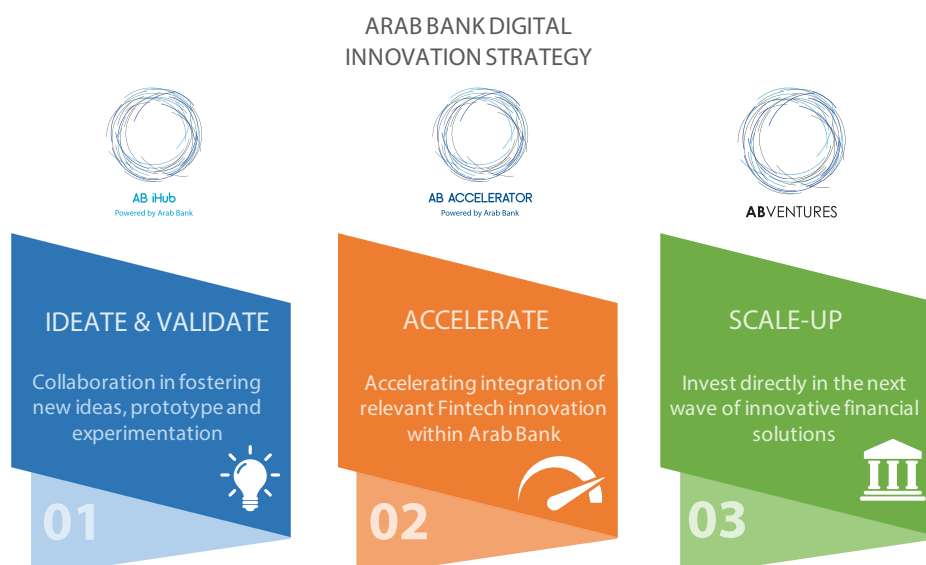 ARAB BANK DIGITAL
INNOVATION STRATEGY
AB iHub
Powered by Arab Bank
AB ACCELERATOR
Powered by Arab Bank
ABVENTURES
IDEATE & VALIDATE
Collaboration in fostering
new ideas, prototype and
experimentation
01
ACCELERATE
Accelerating integration of
relevant Fintech innovation
within Arab Bank
02
SCALE-UP
Invest directly in the next
wave of innovative financial
solutions
03